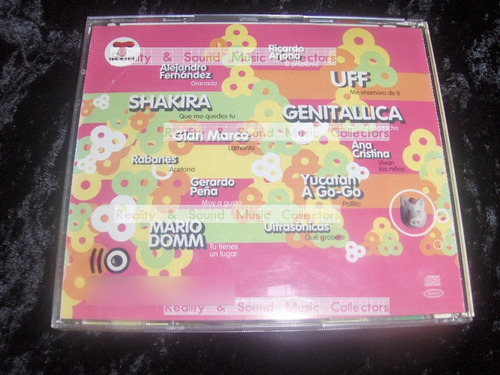 Ricardo
Reality & Sound Music Collectors
Alejandro
Fernández
Granada
UFF
Me enamoro de ti
SHAKIRA
Que me quedes tu
GENITALLICA
Reality & Sound Music Collectors
Gian Marco
Lamento
Ana
Cristina
Vivan
los niños
Rabanes
Acetona
Gerardo
Peña
Muy a gusto
Yucatán
A Go-Go
Pollito
Reality & Sound Music Collectors
MARIO
DOMM
Tú tienes
un lugar
Ultrasónicas
Qué grosero
Reality & Sound Music Collectors